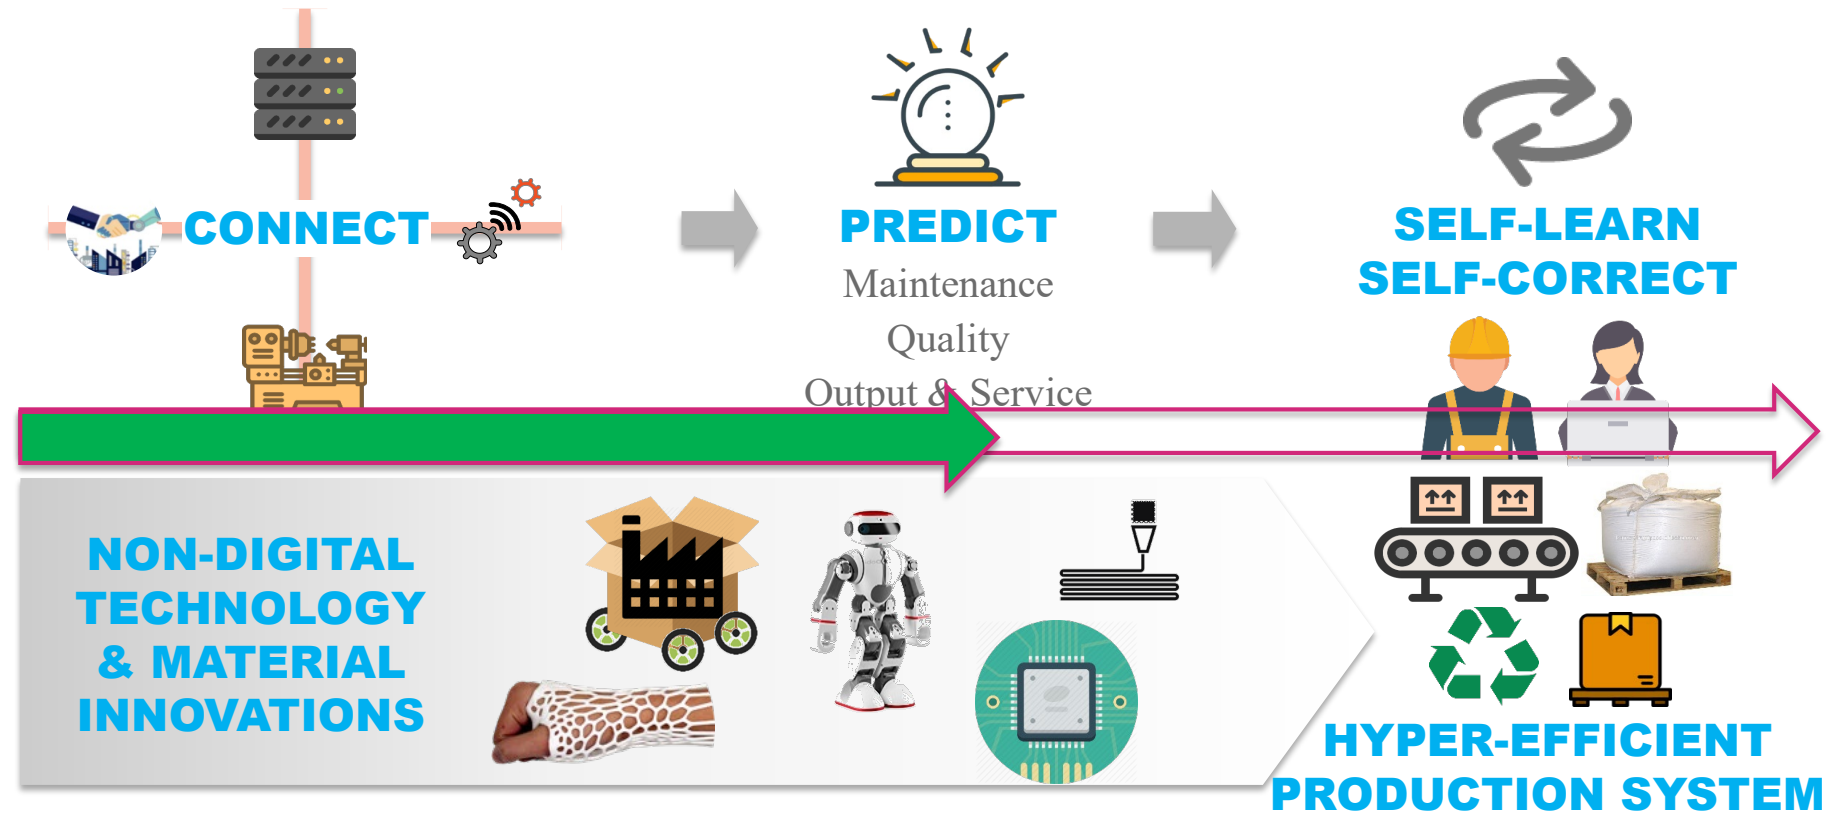 CONNECT
PREDICT
Maintenance
Quality
Output & Service
SELF-LEARN
SELF-CORRECT
NON-DIGITAL
TECHNOLOGY
& MATERIAL
INNOVATIONS
HYPER-EFFICIENT
PRODUCTION SYSTEM